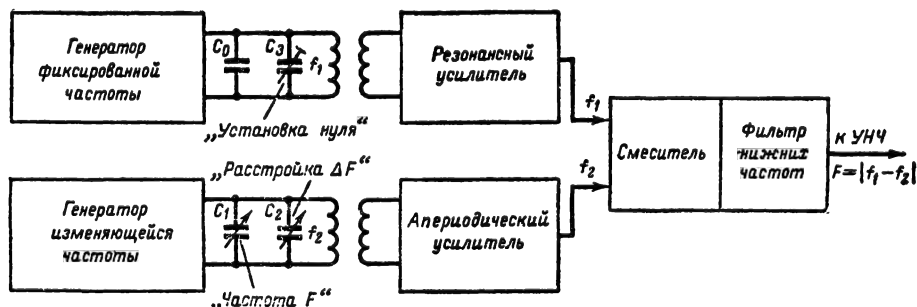 Генератор
фиксированной
частоты
C₀
C₃
f₁
„Установка нуля“
Резонансный
усилитель
f₁
„Расстройка ΔF“
Генератор
изменяющейся
частоты
C₁
C₂
f₂
„Частота F“
Апериодический
усилитель
f₂
Смеситель
Фильтр
нижних
частот
к УНЧ
F=|f₁-f₂|